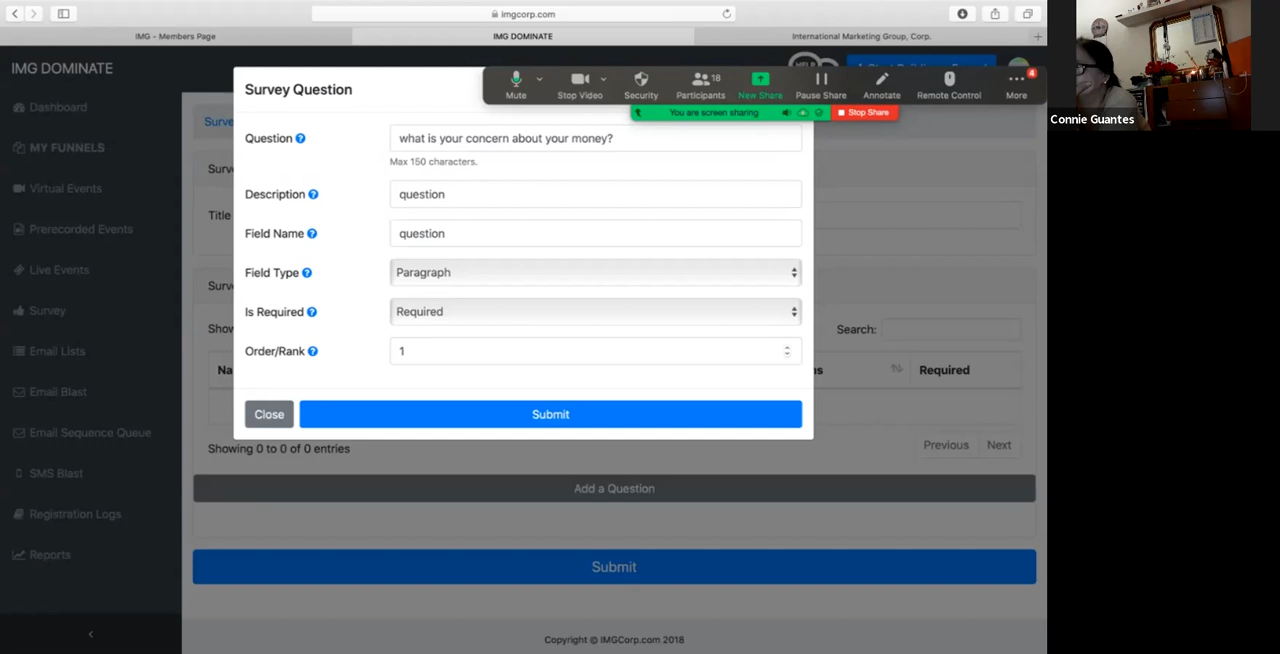 imgcorp.com
IMG - Members Page
IMG DOMINATE
International Marketing Group, Corp.
IMG DOMINATE
Mute
Stop Video
Security
18
Participants
New Share
Pause Share
Annotate
Remote Control
4
More
You are screen sharing
Stop Share
Connie Guantes
Dashboard
MY FUNNELS
Virtual Events
Prerecorded Events
Live Events
Survey
Email Lists
Email Blast
Email Sequence Queue
SMS Blast
Registration Logs
Reports
Survey Question
Question
what is your concern about your money?
Max 150 characters.
Description
question
Field Name
question
Field Type
Paragraph
Is Required
Required
Order/Rank
1
Close
Submit
Title
Search:
Required
Showing 0 to 0 of 0 entries
Previous
Next
Add a Question
Submit
Copyright © IMGCorp.com 2018